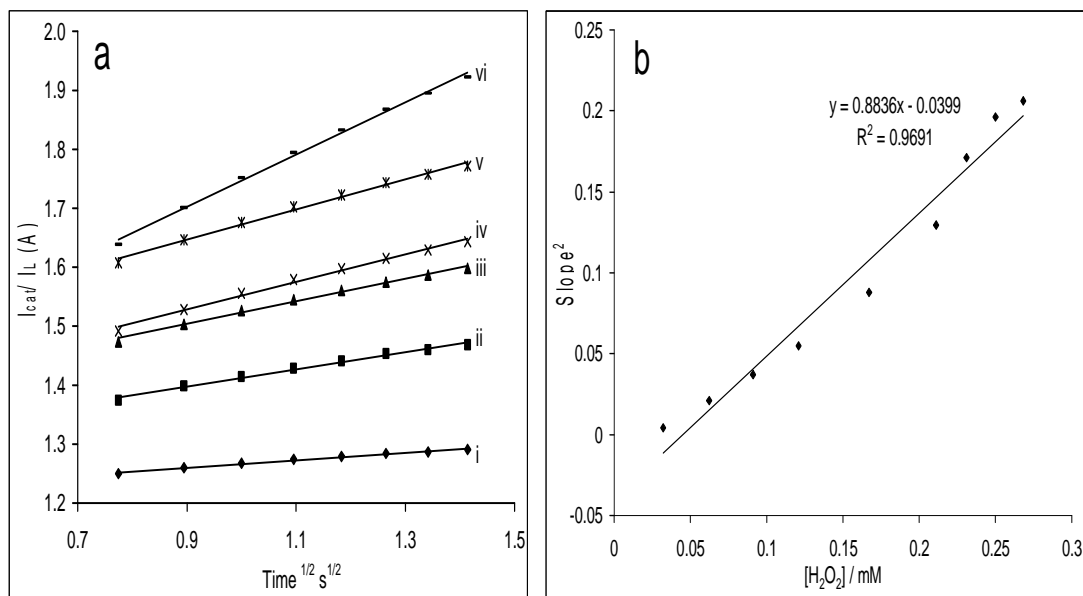 a
2.0
1.9
1.8
1.7
1.6
1.5
1.4
1.3
1.2
I cat/ I L (A)
vi
v
iv
iii
ii
i
0.7 0.9 1.1 1.3 1.5
Time 1/2 s1/2
b
0.25
0.2
0.15
0.1
0.05
0
-0.05
Slope2
y = 0.8836x - 0.0399
R2 = 0.9691
0 0.05 0.1 0.15 0.2 0.25 0.3
[H2O2] / mM